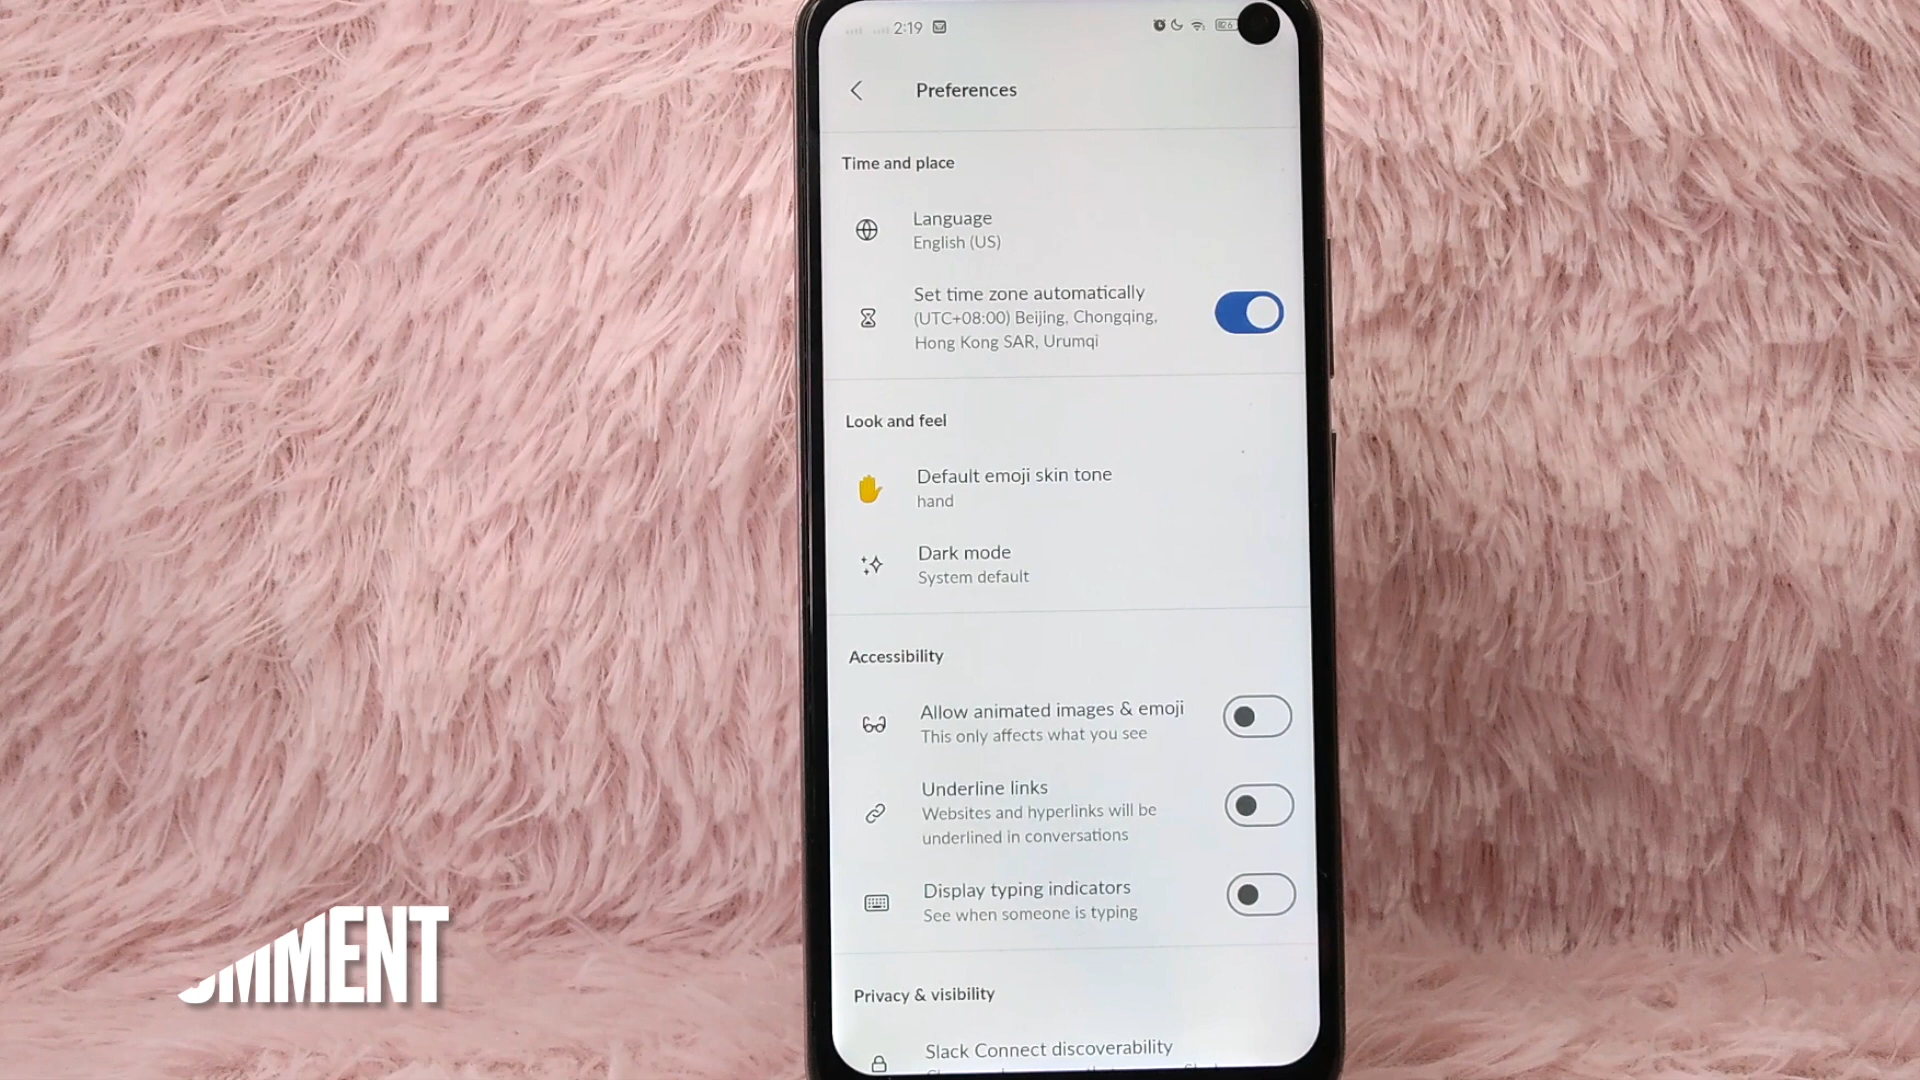 2:19
Preferences
Time and place
Language
English (US)
Set time zone automatically
(UTC+08:00) Beijing, Chongqing,
Hong Kong SAR, Urumqi
Look and feel
Default emoji skin tone
hand
Dark mode
System default
Accessibility
Allow animated images & emoji
This only affects what you see
Underline links
Websites and hyperlinks will be
underlined in conversations
Display typing indicators
See when someone is typing
Privacy & visibility
Slack Connect discoverability